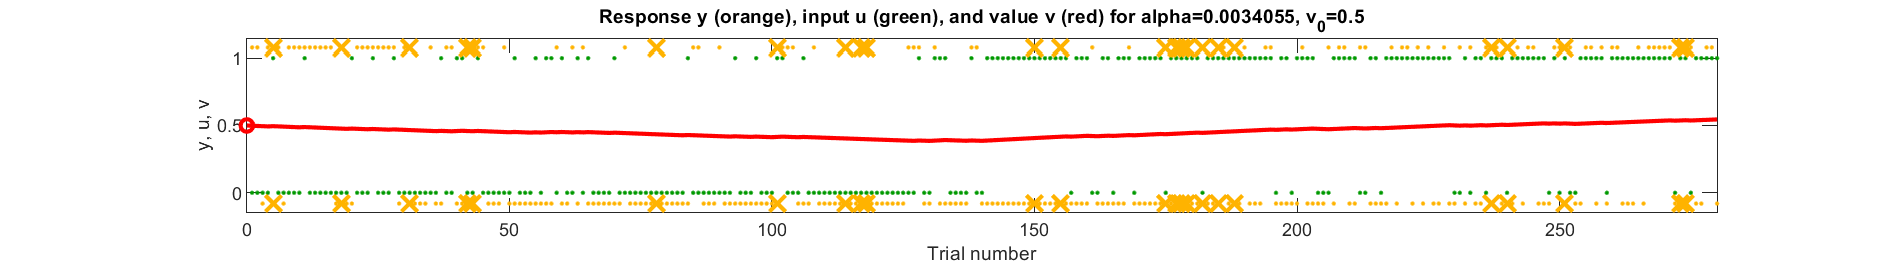 Response y (orange), input u (green), and value v (red) for alpha=0.0034055, v0=0.5
1
0.5
0
y, u, v
0 50 100 150 200 250
Trial number